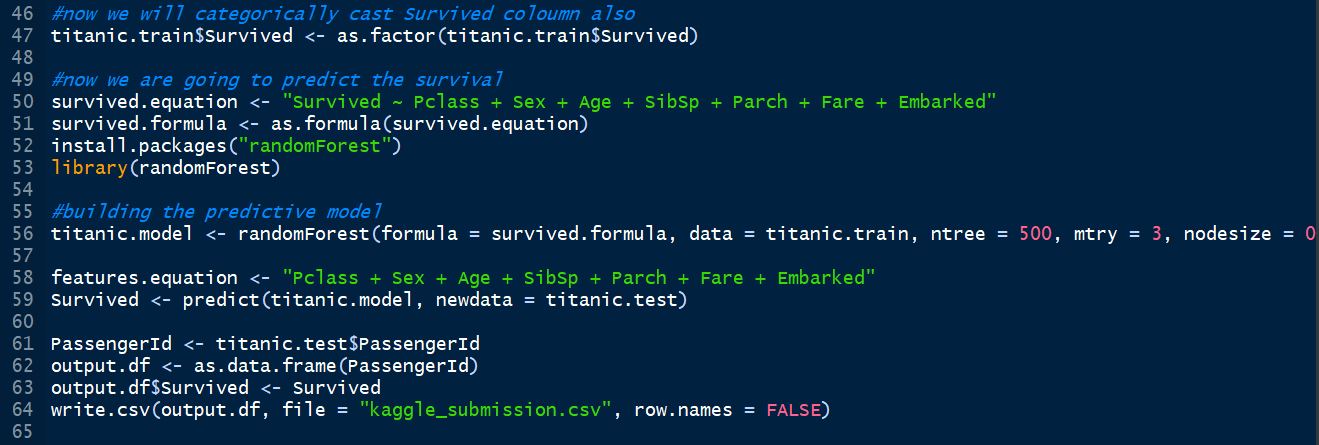 46 #now we will categorically cast Survived coloumn also
47 titanic.train$Survived <- as.factor(titanic.train$Survived)
48
49 #now we are going to predict the survival
50 survived.equation <- "Survived ~ Pclass + Sex + Age + SibSp + Parch + Fare + Embarked"
51 survived.formula <- as.formula(survived.equation)
52 install.packages("randomForest")
53 library(randomForest)
54
55 #building the predictive model
56 titanic.model <- randomForest(formula = survived.formula, data = titanic.train, ntree = 500, mtry = 3, nodesize = 0
57
58 features.equation <- "Pclass + Sex + Age + SibSp + Parch + Fare + Embarked"
59 Survived <- predict(titanic.model, newdata = titanic.test)
60
61 PassengerId <- titanic.test$PassengerId
62 output.df <- as.data.frame(PassengerId)
63 output.df$Survived <- Survived
64 write.csv(output.df, file = "kaggle_submission.csv", row.names = FALSE)
65